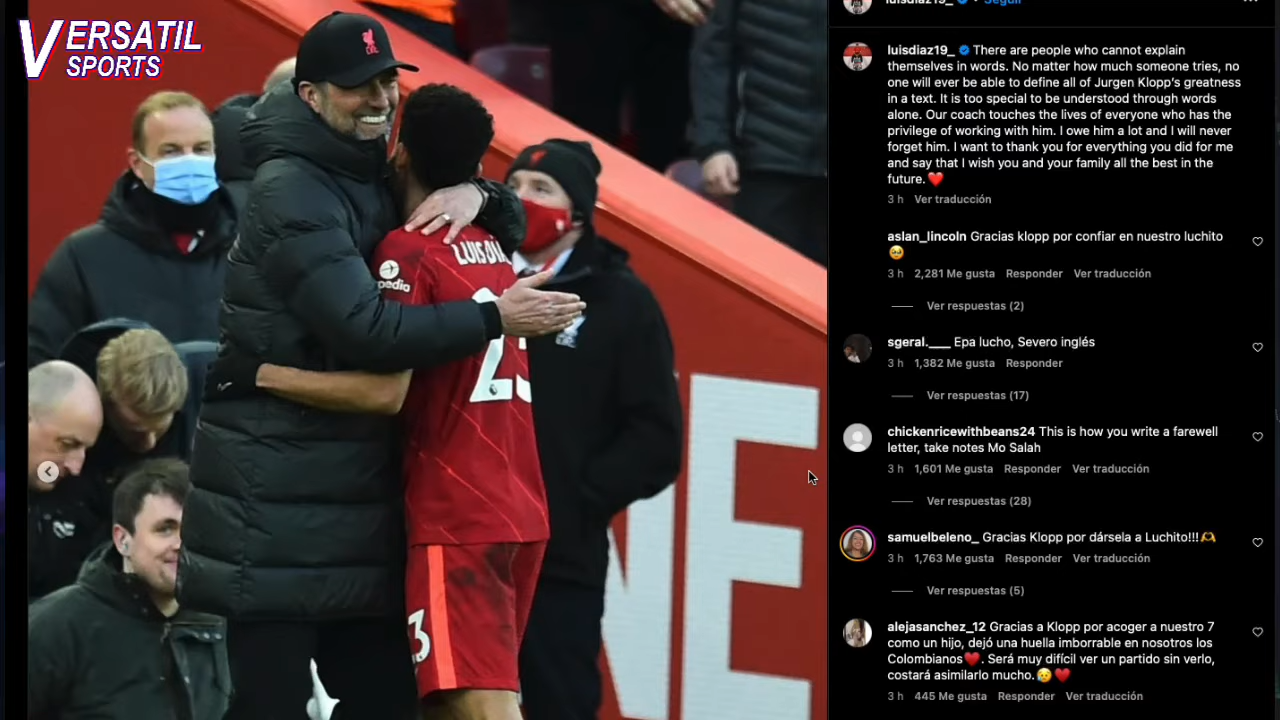 VERSATIL
SPORTS
luisdiaz19_ • Seguir
luisdiaz19_ There are people who cannot explain
themselves in words. No matter how much someone tries, no
one will ever be able to define all of Jurgen Klopp's greatness
in a text. It is too special to be understood through words
alone. Our coach touches the lives of everyone who has the
privilege of working with him. I owe him a lot and I will never
forget him. I want to thank you for everything you did for me
and say that I wish you and your family all the best in the
future.❤️
3 h Ver traducción
aslan_lincoln Gracias klopp por confiar en nuestro luchito
🥹
3 h 2,281 Me gusta Responder Ver traducción
Ver respuestas (2)
sgeral.___ Epa lucho, Severo inglés
3 h 1,382 Me gusta Responder
Ver respuestas (17)
chickenricewithbeans24 This is how you write a farewell
letter, take notes Mo Salah
3 h 1,601 Me gusta Responder Ver traducción
Ver respuestas (28)
samuelbeleno_ Gracias Klopp por dársela a Luchito!!!🫶
3 h 1,763 Me gusta Responder Ver traducción
Ver respuestas (5)
alejasanchez_12 Gracias a Klopp por acoger a nuestro 7
como un hijo, dejó una huella imborrable en nosotros los
Colombianos❤️. Será muy difícil ver un partido sin verlo,
costará asimilarlo mucho.😥❤️
3 h 445 Me gusta Responder Ver traducción
LUIS DI
pedia
23
3
NE